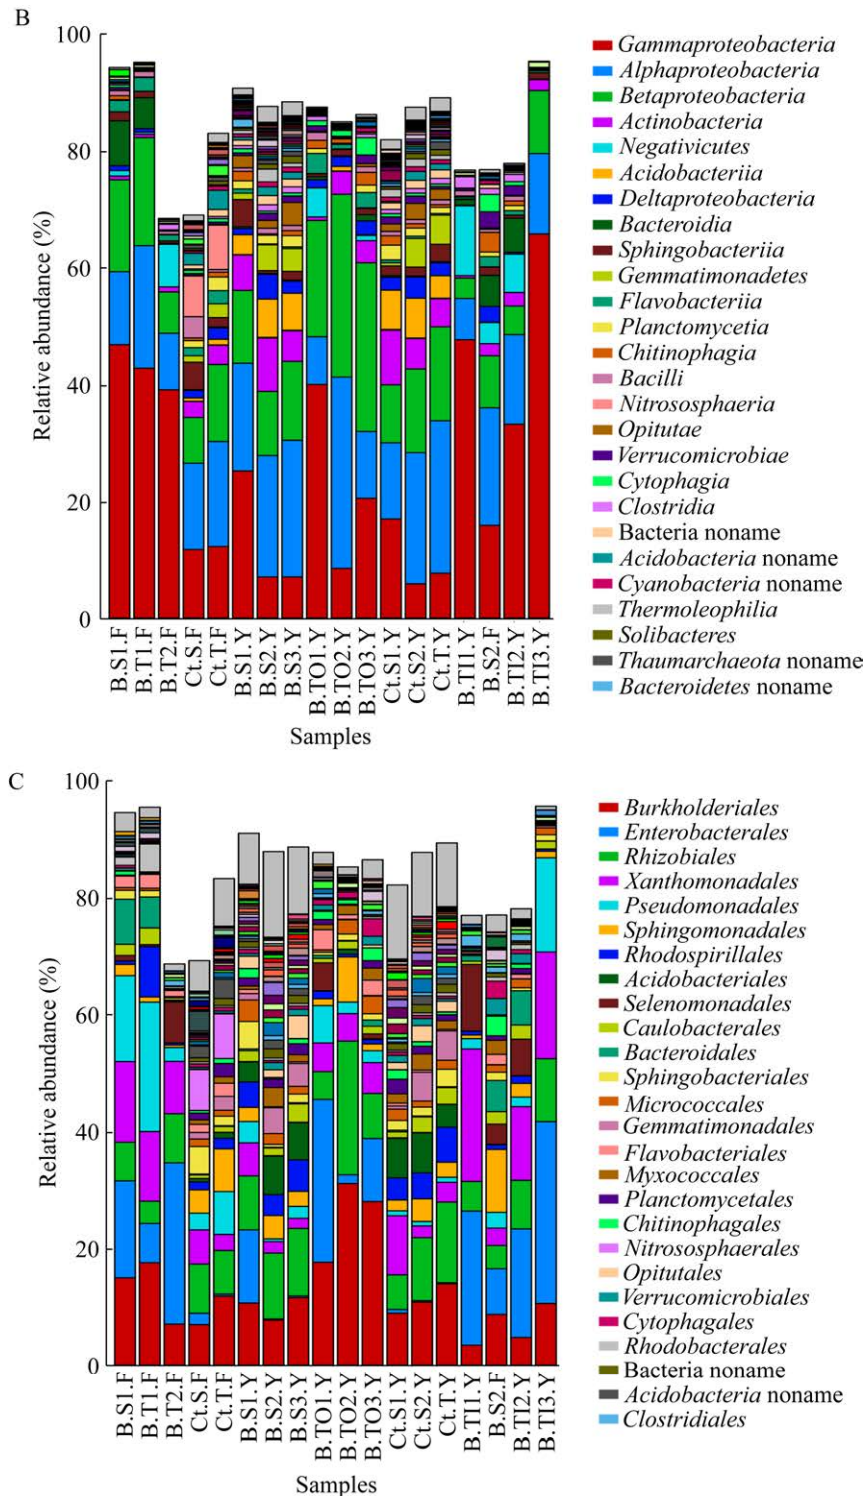 B
100
80
60
40
20
0
Relative abundance (%)
B.S1.F
B.T1.F
B.T2.F
Ct.S.F
Ct.T.F
B.S1.Y
B.S2.Y
B.S3.Y
B.TO1.Y
B.TO2.Y
B.TO3.Y
Ct.S1.Y
Ct.S2.Y
Ct.T.Y
B.TI1.Y
B.S2.F
B.TI2.Y
B.TI3.Y
Samples
Gammaproteobacteria
Alphaproteobacteria
Betaproteobacteria
Actinobacteria
Negativicutes
Acidobacteriia
Deltaproteobacteria
Bacteroidia
Sphingobacteriia
Gemmatimonadetes
Flavobacteriia
Planctomycetia
Chitinophagia
Bacilli
Nitrososphaeria
Opitutae
Verrucomicrobiae
Cytophagia
Clostridia
Bacteria noname
Acidobacteria noname
Cyanobacteria noname
Thermoleophilia
Solibacteres
Thaumarchaeota noname
Bacteroidetes noname
C
100
80
60
40
20
0
Relative abundance (%)
B.S1.F
B.T1.F
B.T2.F
Ct.S.F
Ct.T.F
B.S1.Y
B.S2.Y
B.S3.Y
B.TO1.Y
B.TO2.Y
B.TO3.Y
Ct.S1.Y
Ct.S2.Y
Ct.T.Y
B.TI1.Y
B.S2.F
B.TI2.Y
B.TI3.Y
Samples
Burkholderiales
Enterobacterales
Rhizobiales
Xanthomonadales
Pseudomonadales
Sphingomonadales
Rhodospirillales
Acidobacteriales
Selenomonadales
Caulobacterales
Bacteroidales
Sphingobacteriales
Micrococcales
Gemmatimonadales
Flavobacteriales
Myxococcales
Planctomycetales
Chitinophagales
Nitrososphaerales
Opitutales
Verrucomicrobiales
Cytophagales
Rhodobacterales
Bacteria noname
Acidobacteria noname
Clostridiales